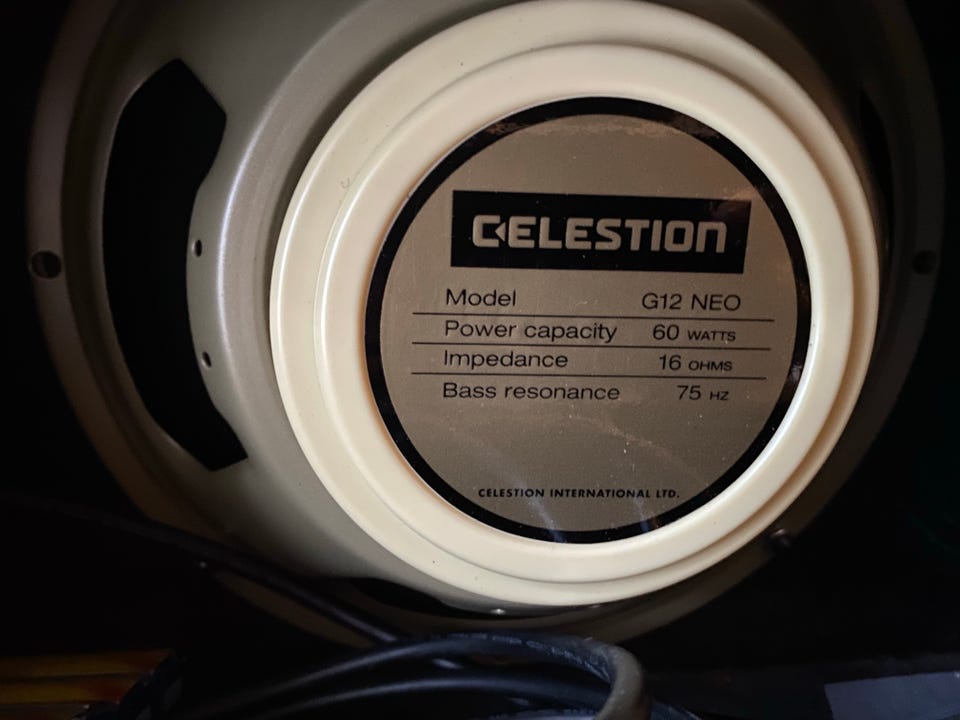 CELESTION
Model G12 NEO
Power capacity 60 WATTS
Impedance 16 OHMS
Bass resonance 75 HZ
CELESTION INTERNATIONAL LTD.